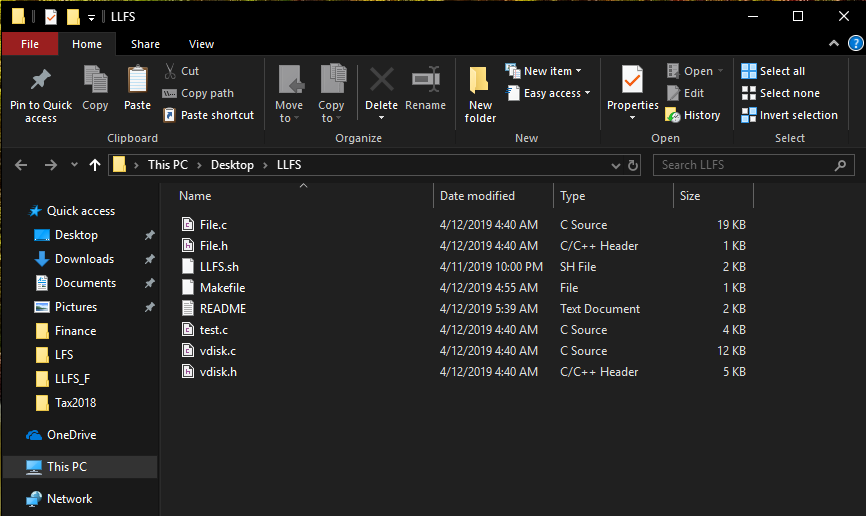 LLFS
File Home Share View
Pin to Quick access
Copy
Paste
Cut
Copy path
Paste shortcut
Clipboard
Move to
Copy to
Delete
Rename
Organize
New folder
New item
Easy access
New
Properties
Open
Edit
History
Open
Select all
Select none
Invert selection
Select
This PC > Desktop > LLFS
Search LLFS
Quick access
Desktop
Downloads
Documents
Pictures
Finance
LFS
LLFS_F
Tax2018
OneDrive
This PC
Network
Name Date modified Type Size
File.c 4/12/2019 4:40 AM C Source 19 KB
File.h 4/12/2019 4:40 AM C/C++ Header 1 KB
LLFS.sh 4/11/2019 10:00 PM SH File 2 KB
Makefile 4/12/2019 4:55 AM File 1 KB
README 4/12/2019 5:39 AM Text Document 2 KB
test.c 4/12/2019 4:40 AM C Source 4 KB
vdisk.c 4/12/2019 4:40 AM C Source 12 KB
vdisk.h 4/12/2019 4:40 AM C/C++ Header 5 KB